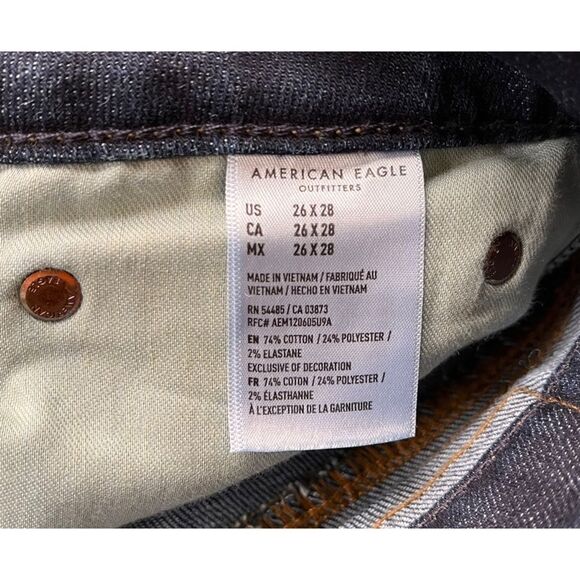 AMERICAN EAGLE
OUTFITTERS
US 26 X 28
CA 26 X 28
MX 26 X 28
MADE IN VIETNAM / FABRIQUÉ AU
VIETNAM / HECHO EN VIETNAM
RN 54485 / CA 03873
RFC# AEM120605U9A
EN 74% COTTON / 24% POLYESTER /
2% ELASTANE
EXCLUSIVE OF DECORATION
FR 74% COTON / 24% POLYESTER /
2% ÉLASTHANNE
À L'EXCEPTION DE LA GARNITURE